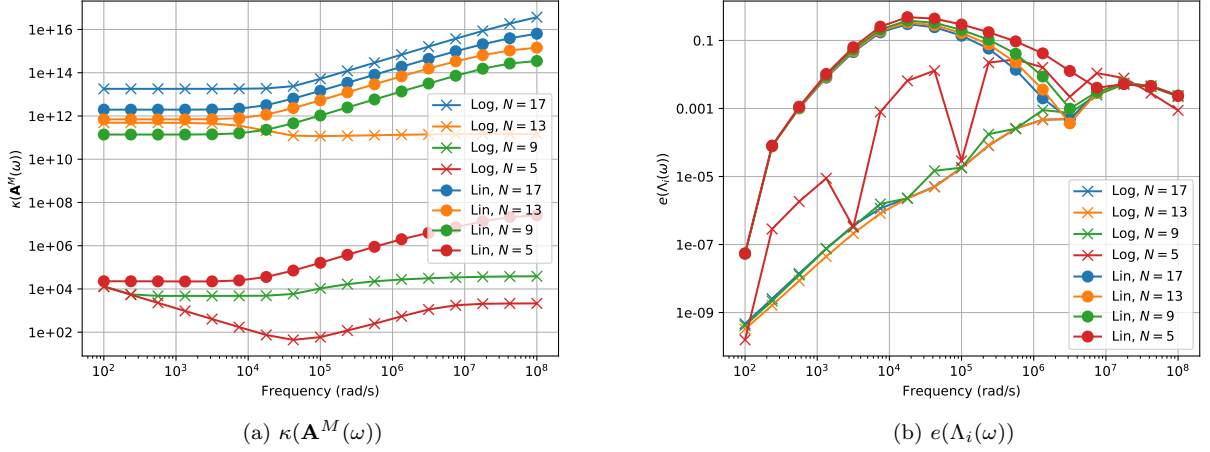 1e+16
1e+14
1e+12
1e+10
1e+08
1e+06
1e+04
1e+02
κ(𝐀^M(ω))
Log, N = 17
Log, N = 13
Log, N = 9
Log, N = 5
Lin, N = 17
Lin, N = 13
Lin, N = 9
Lin, N = 5
10^2
10^3
10^4
10^5
10^6
10^7
10^8
Frequency (rad/s)
(a) κ(𝐀^M(ω))
0.1
0.001
1e-05
1e-07
1e-09
e(Λ_i(ω))
Log, N = 17
Log, N = 13
Log, N = 9
Log, N = 5
Lin, N = 17
Lin, N = 13
Lin, N = 9
Lin, N = 5
10^2
10^3
10^4
10^5
10^6
10^7
10^8
Frequency (rad/s)
(b) e(Λ_i(ω))